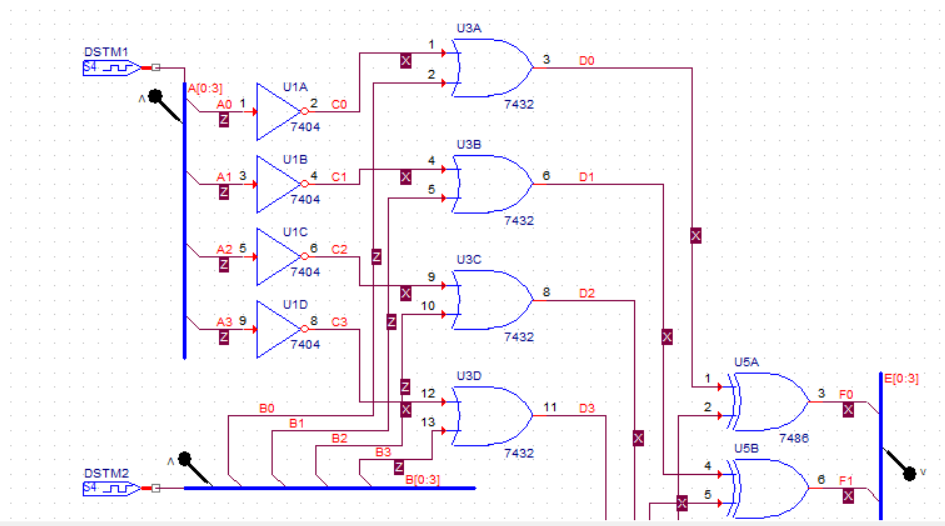 U3A
DSTM1
S4
A[0:3]
1
X
2
3
D0
7432
A0
1
Z
U1A
2
C0
7404
U3B
A1
3
Z
U1B
4
C1
7404
4
X
5
6
D1
7432
A2
5
Z
U1C
6
C2
7404
Z
X
U3C
9
X
10
8
D2
7432
A3
9
Z
U1D
8
C3
7404
Z
X
Z
X
U3D
12
13
11
D3
7432
U5A
1
2
3
F0
X
7486
E[0:3]
B0
B1
B2
B3
Z
X
U5B
4
5
X
6
F1
X
V
DSTM2
S4
B[0:3]